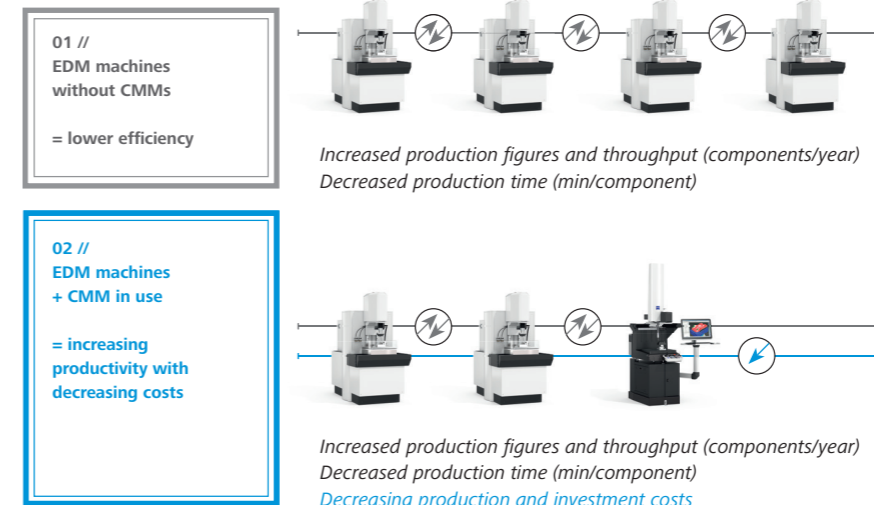 01 //
EDM machines
without CMMs
= lower efficiency
Increased production figures and throughput (components/year)
Decreased production time (min/component)
02 //
EDM machines
+ CMM in use
= increasing
productivity with
decreasing costs
Increased production figures and throughput (components/year)
Decreased production time (min/component)
Decreasing production and investment costs